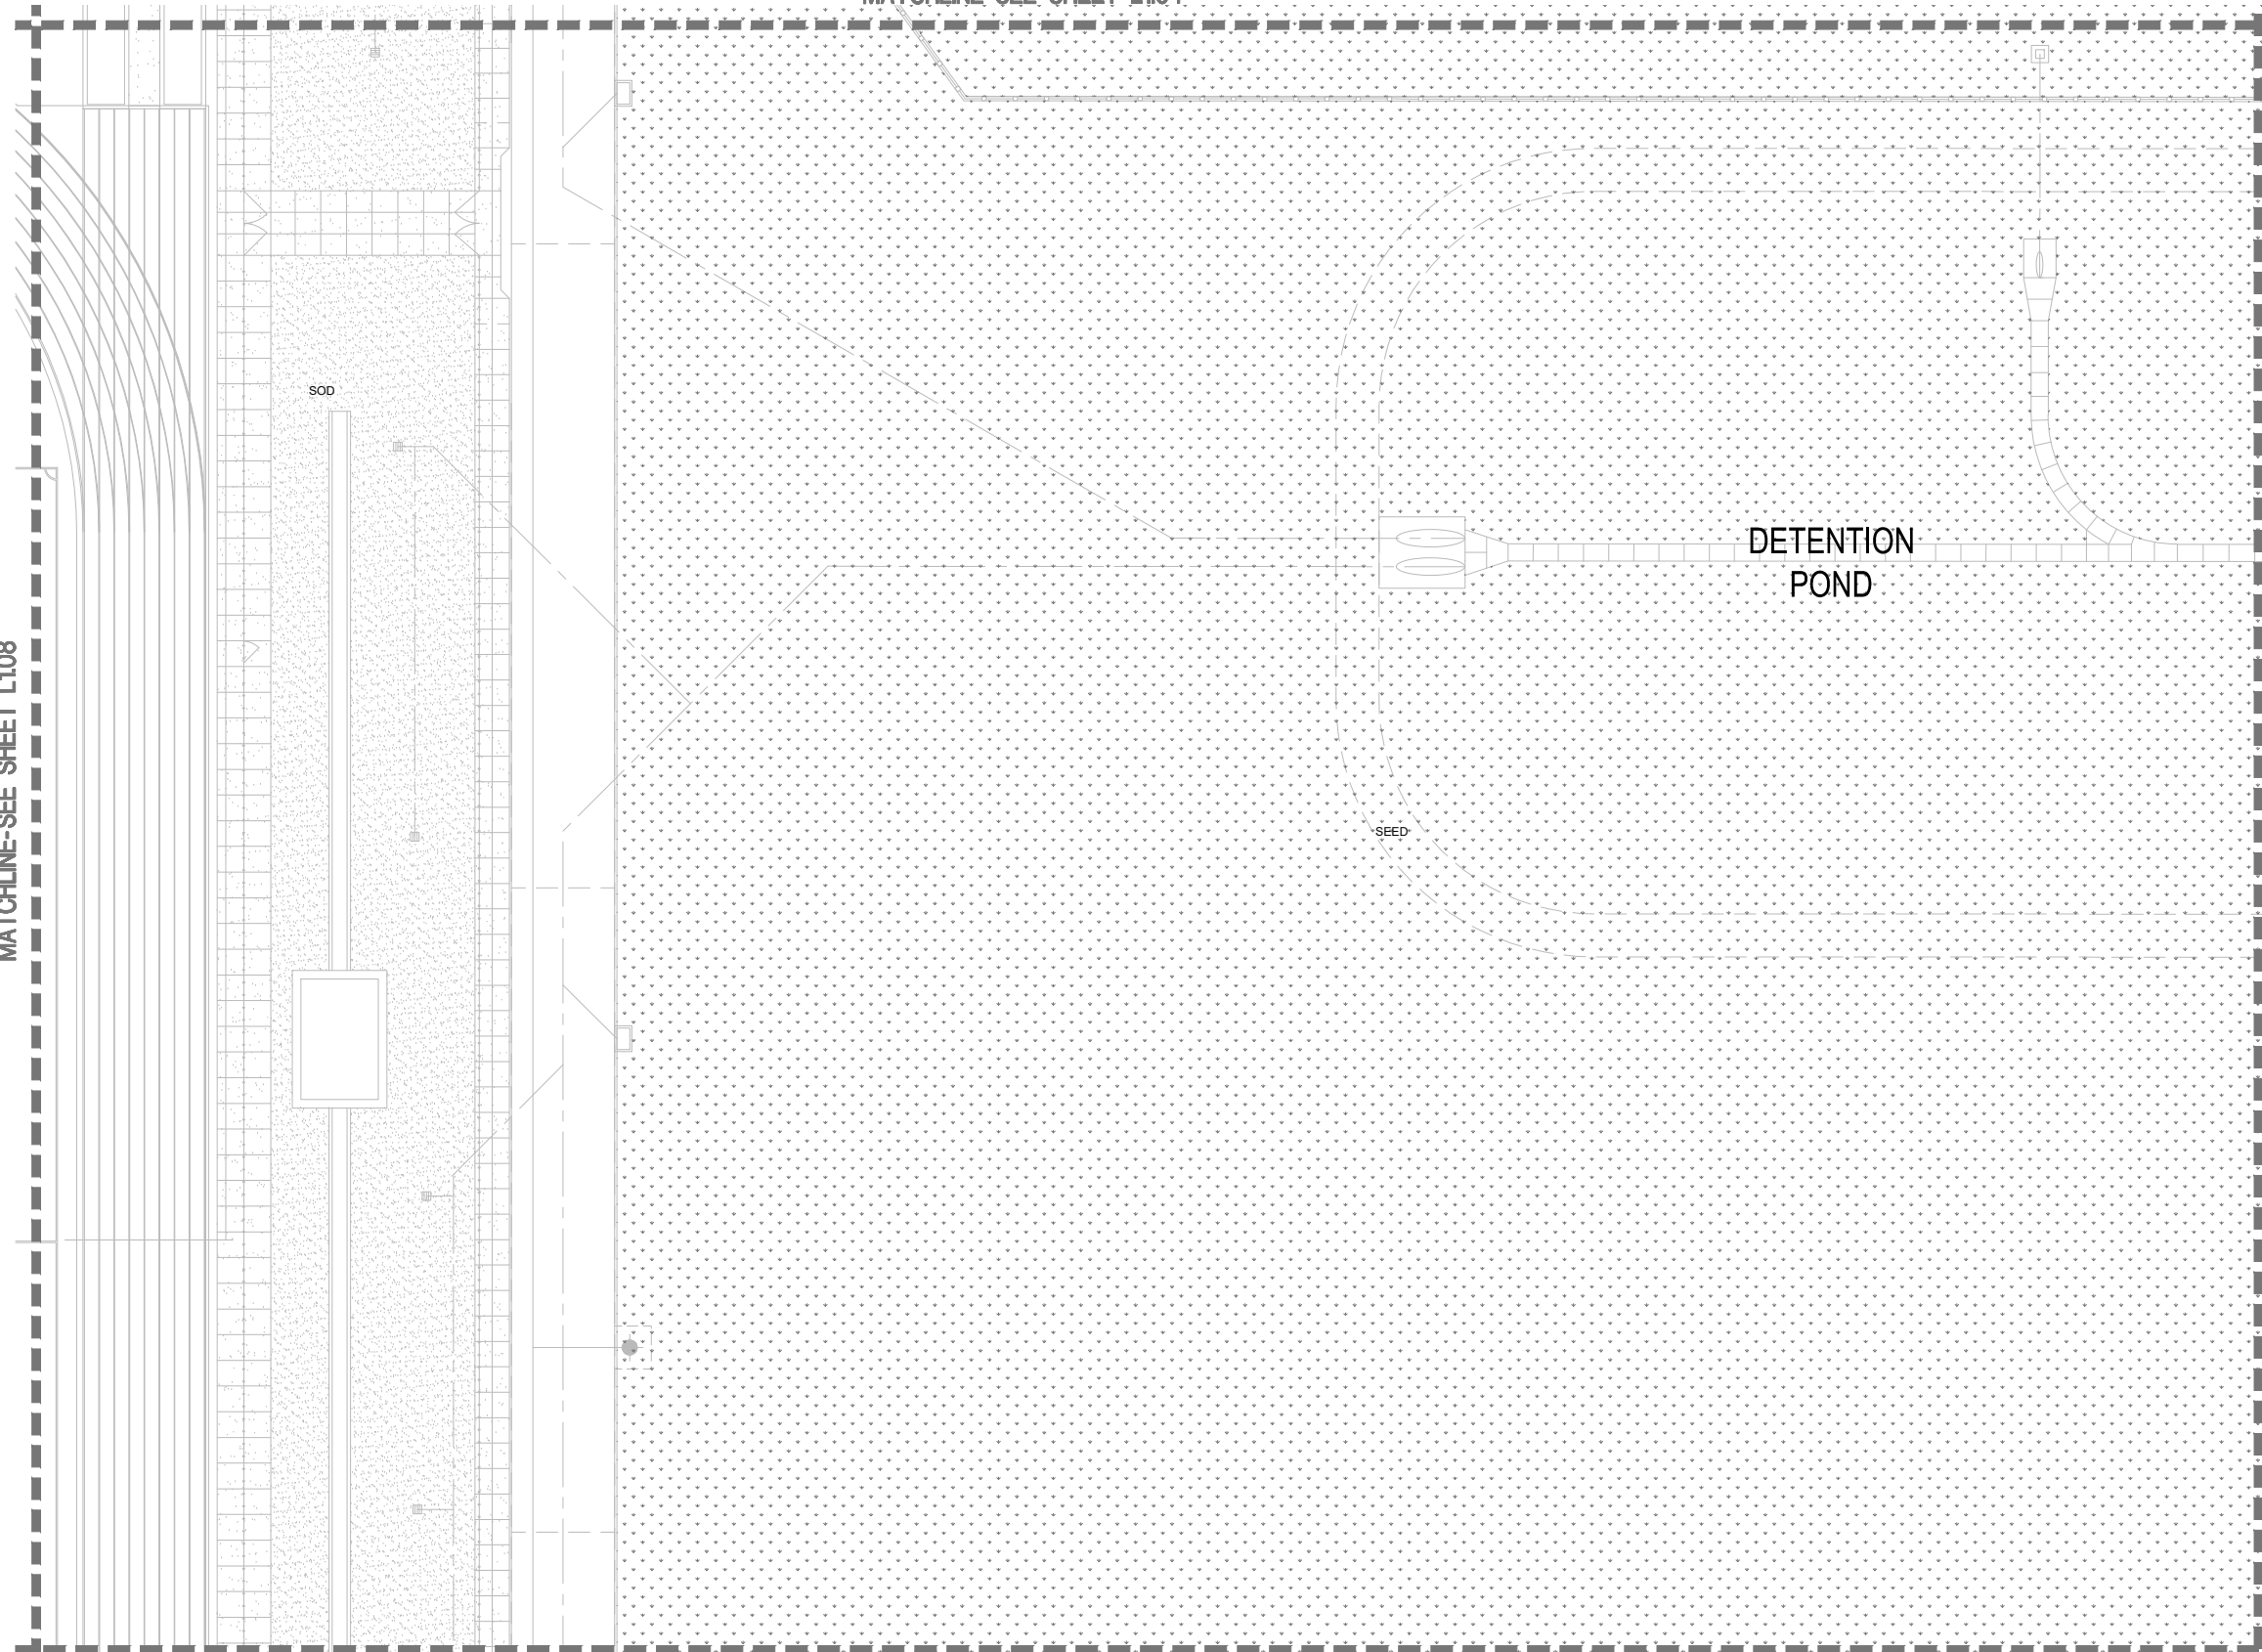 SOD
MATCHLINE-SEE SHEET L108
DETENTION
POND
SEED